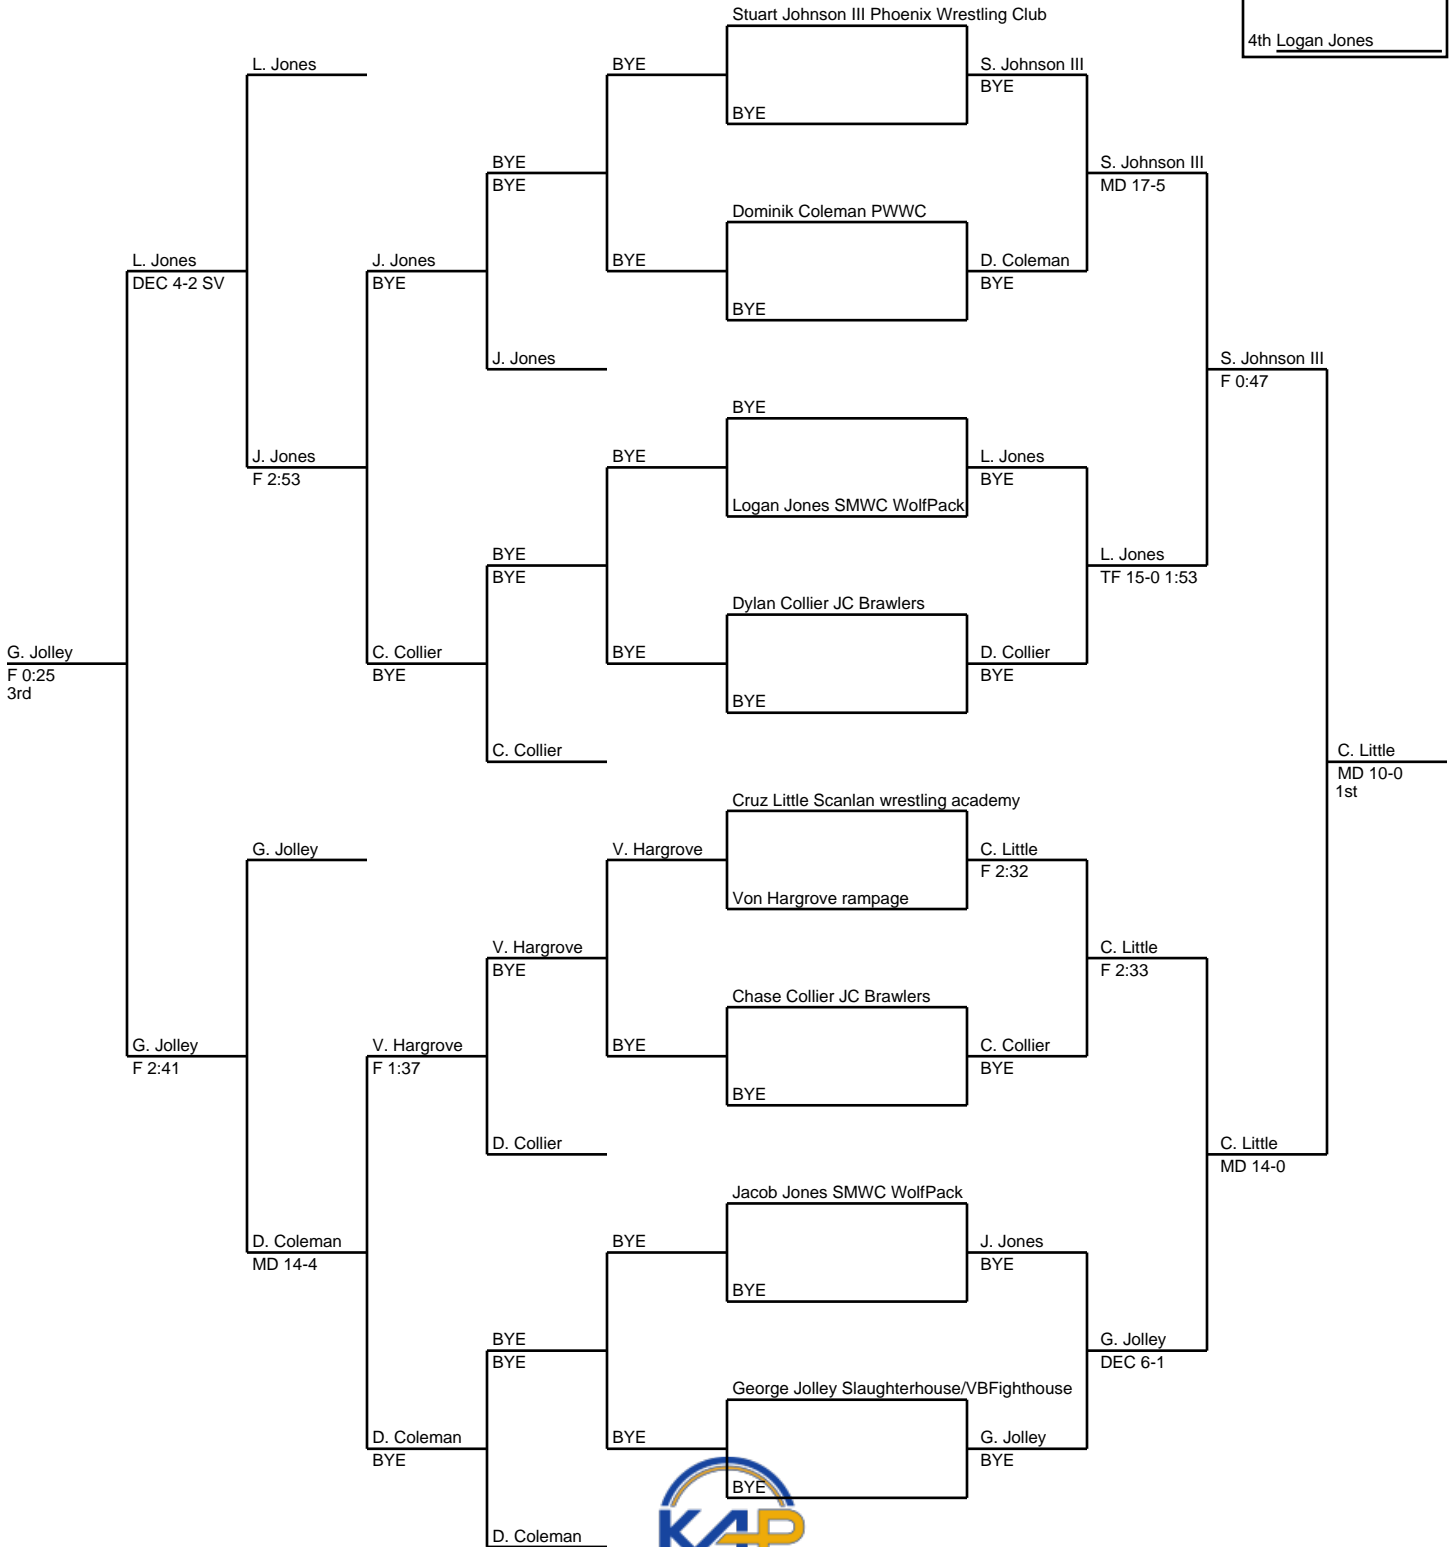 Stuart Johnson III Phoenix Wrestling Club
4th Logan Jones
L. Jones
BYE
S. Johnson III
BYE
BYE
BYE
S. Johnson III
BYE
MD 17-5
Dominik Coleman PWWC
L. Jones
J. Jones
BYE
D. Coleman
DEC 4-2 SV
BYE
BYE
BYE
J. Jones
S. Johnson III
F 0:47
BYE
J. Jones
BYE
L. Jones
F 2:53
BYE
Logan Jones SMWC WolfPack
BYE
L. Jones
BYE
TF 15-0 1:53
Dylan Collier JC Brawlers
G. Jolley
C. Collier
BYE
D. Collier
F 0:25
BYE
BYE
3rd
BYE
C. Collier
C. Little
MD 10-0
1st
Cruz Little Scanlan wrestling academy
G. Jolley
V. Hargrove
C. Little
F 2:32
Von Hargrove rampage
V. Hargrove
C. Little
BYE
F 2:33
Chase Collier JC Brawlers
G. Jolley
V. Hargrove
BYE
C. Collier
F 2:41
F 1:37
BYE
BYE
D. Collier
C. Little
MD 14-0
Jacob Jones SMWC WolfPack
D. Coleman
BYE
J. Jones
MD 14-4
BYE
BYE
BYE
G. Jolley
BYE
DEC 6-1
George Jolley Slaughterhouse/VBFighthouse
D. Coleman
BYE
G. Jolley
BYE
BYE
BYE
D. Coleman
KAP